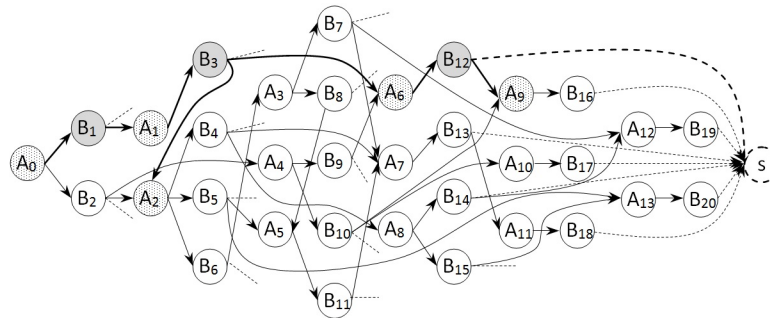 B₇
B₃ B₁₂
A₃ B₈ A₆ A₉ B₁₆
B₁ A₁ B₄ B₁₃ A₁₂ B₁₉
A₀ A₄ B₉ A₇ A₁₀ B₁₇ S
B₂ A₂ B₅ B₁₄ A₁₃ B₂₀
A₅ B₁₀ A₈ A₁₁ B₁₈
B₆ B₁₅
B₁₁